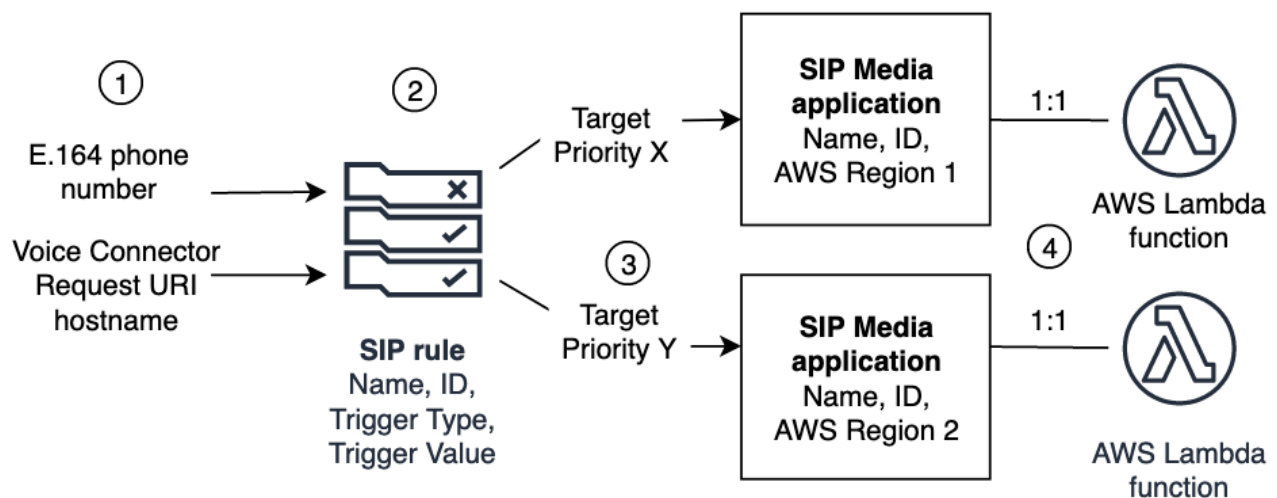 1
E.164 phone
number
Voice Connector
Request URI
hostname
2
SIP rule
Name, ID,
Trigger Type,
Trigger Value
Target
Priority X
3
Target
Priority Y
SIP Media
application
Name, ID,
AWS Region 1
SIP Media
application
Name, ID,
AWS Region 2
1:1
AWS Lambda
function
4
1:1
AWS Lambda
function